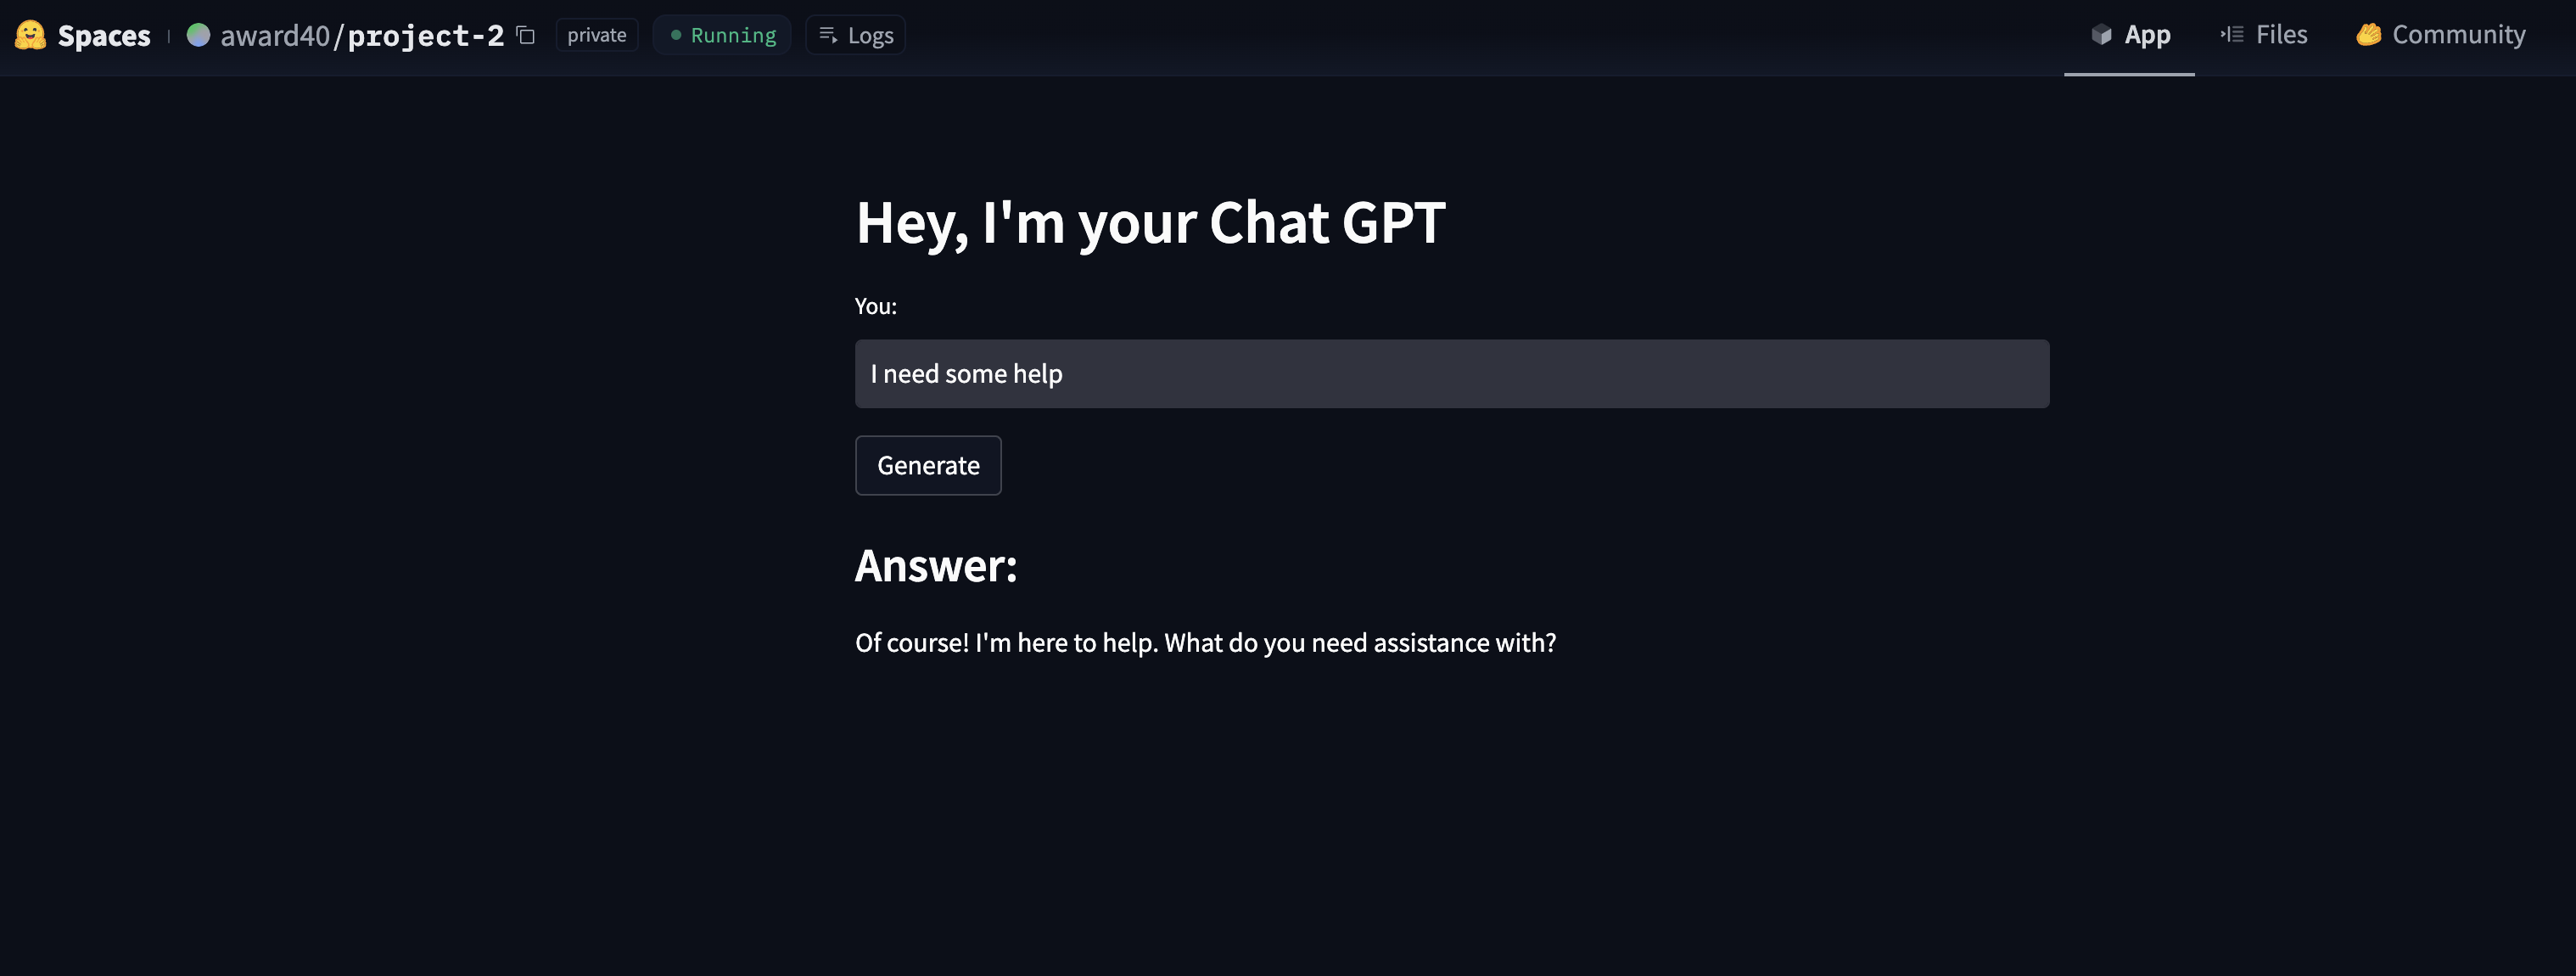 Spaces
award40/project-2
private
Running
Logs
App
Files
Community
Hey, I'm your Chat GPT
You:
I need some help
Generate
Answer:
Of course! I'm here to help. What do you need assistance with?